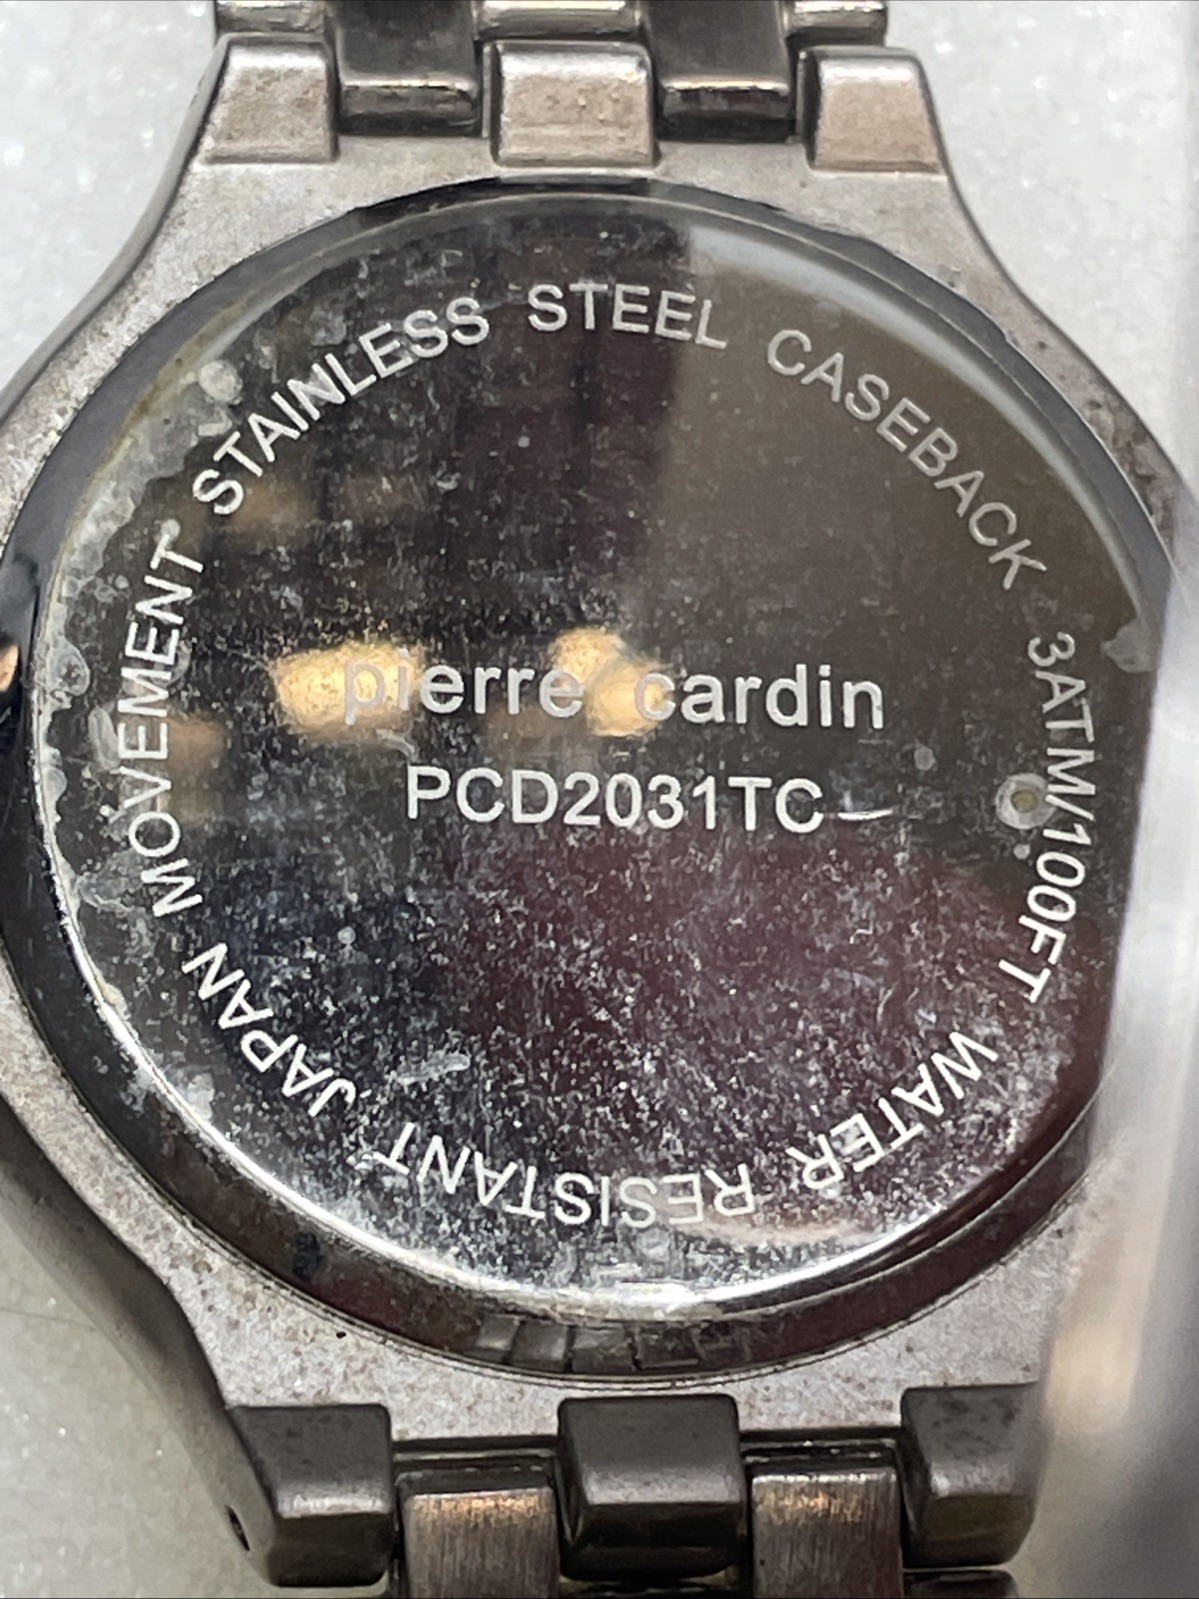 STAINLESS STEEL CASEBACK 3ATM/100FT WATER RESISTANT JAPAN MOVEMENT
pierre cardin
PCD2031TC